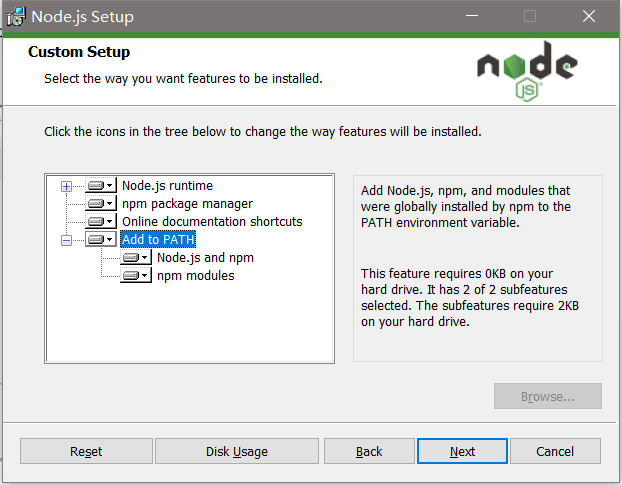 Node.js Setup
Custom Setup
Select the way you want features to be installed.
node
JS
Click the icons in the tree below to change the way features will be installed.
Node.js runtime
npm package manager
Online documentation shortcuts
Add to PATH
Node.js and npm
npm modules
Add Node.js, npm, and modules that
were globally installed by npm to the
PATH environment variable.
This feature requires 0KB on your
hard drive. It has 2 of 2 subfeatures
selected. The subfeatures require 2KB
on your hard drive.
Browse...
Reset
Disk Usage
Back
Next
Cancel